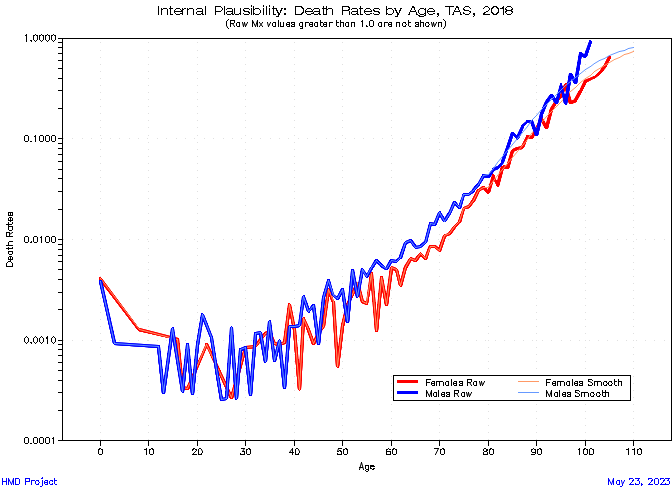 Internal Plausibility: Death Rates by Age, TAS, 2018
(Raw Mx values greater than 1.0 are not shown)
1.0000
0.1000
0.0100
0.0010
0.0001
Death Rates
0 10 20 30 40 50 60 70 80 90 100 110
Age
Females Raw Females Smooth
Males Raw Males Smooth
HMD Project May 23, 2023